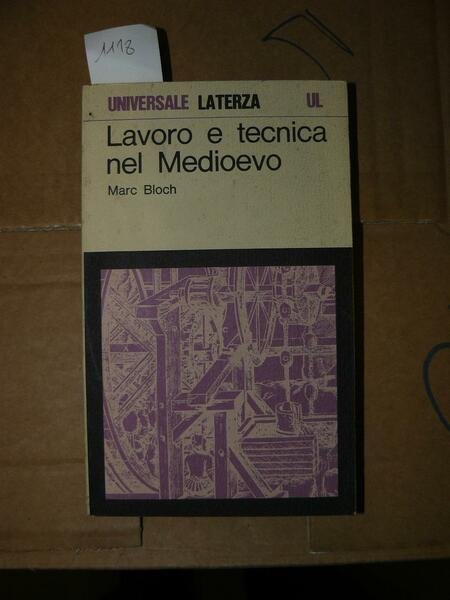 1118
UNIVERSALE LATERZA UL
Lavoro e tecnica
nel Medioevo
Marc Bloch